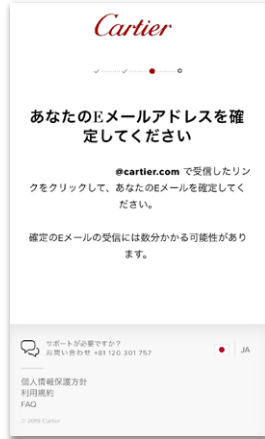 Cartier
あなたのEメールアドレスを確
定してください
@cartier.com で受信したリン
クをクリックして、あなたのEメールを確定してく
ださい。
確定のEメールの受信には数分かかる可能性があり
ます。
サポートが必要ですか？
お問い合わせ +81 120 301 757
JA
個人情報保護方針
利用規約
FAQ
© 2019 Cartier